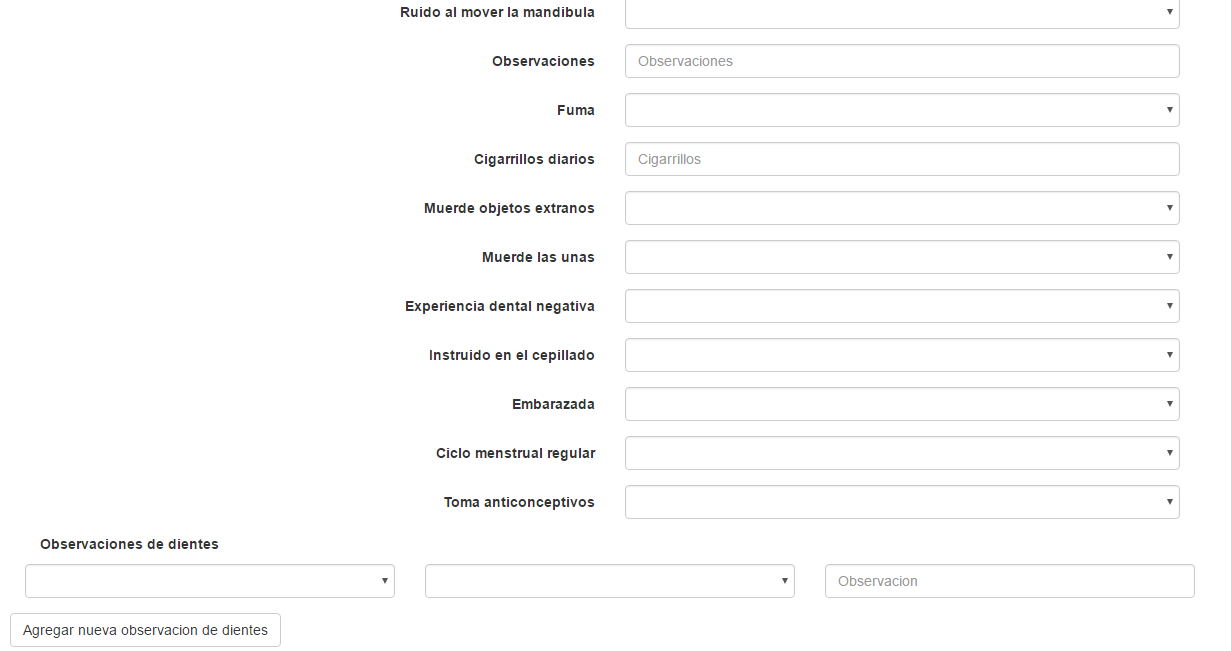 Ruido al mover la mandibula
Observaciones Observaciones
Fuma
Cigarrillos diarios Cigarrillos
Muerde objetos extranos
Muerde las unas
Experiencia dental negativa
Instruido en el cepillado
Embarazada
Ciclo menstrual regular
Toma anticonceptivos
Observaciones de dientes
Observacion
Agregar nueva observacion de dientes